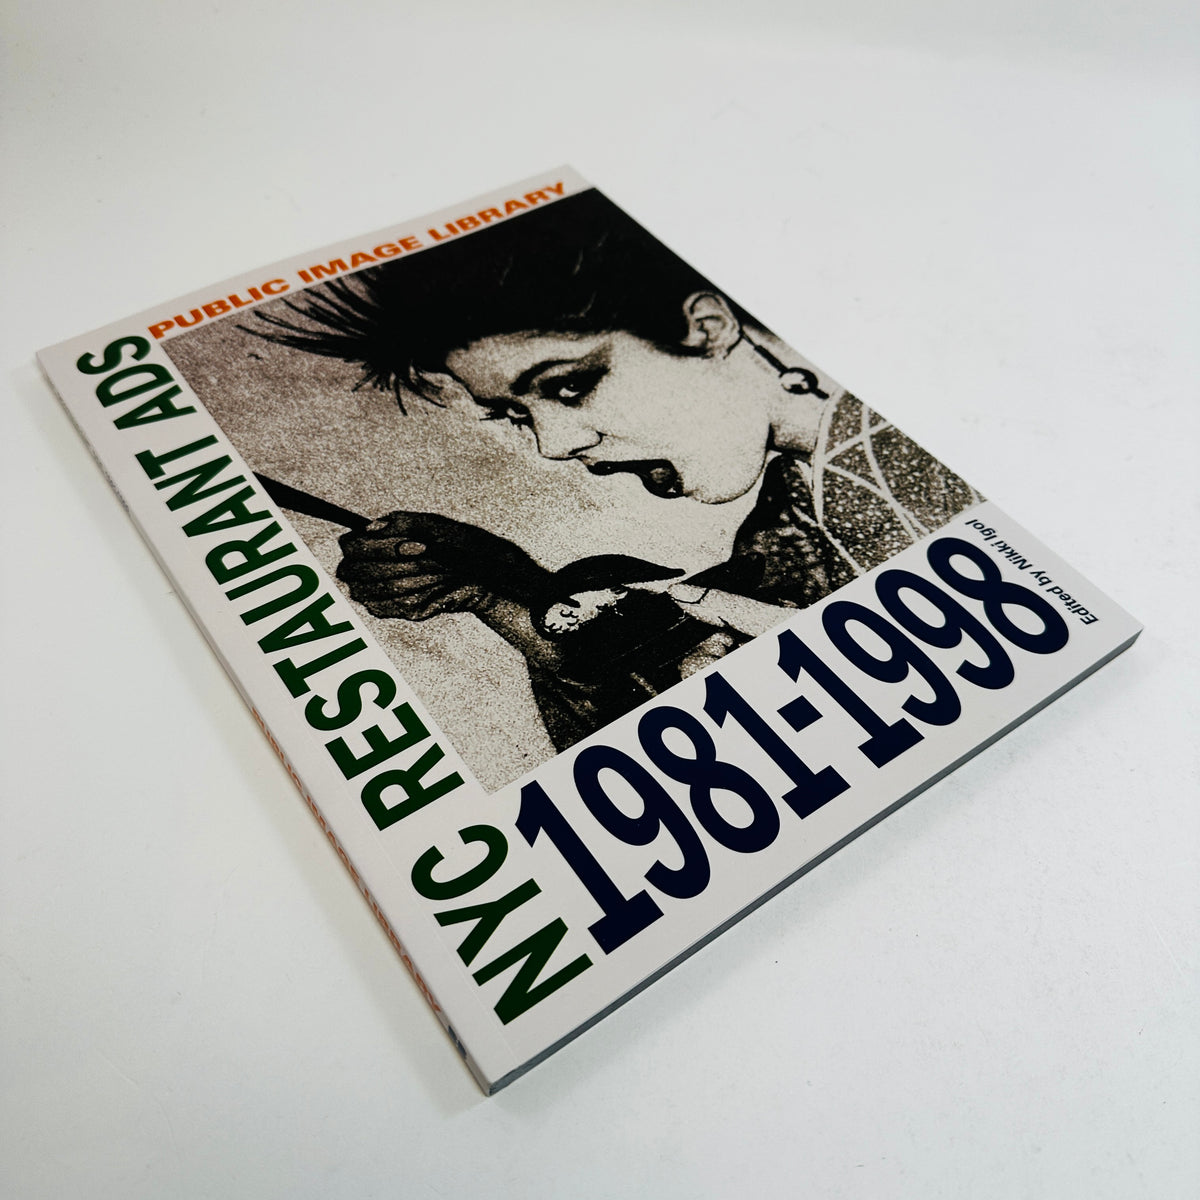 PUBLIC IMAGE LIBRARY
NYC RESTAURANT ADS
1981-1998
Edited by Nikki Igol